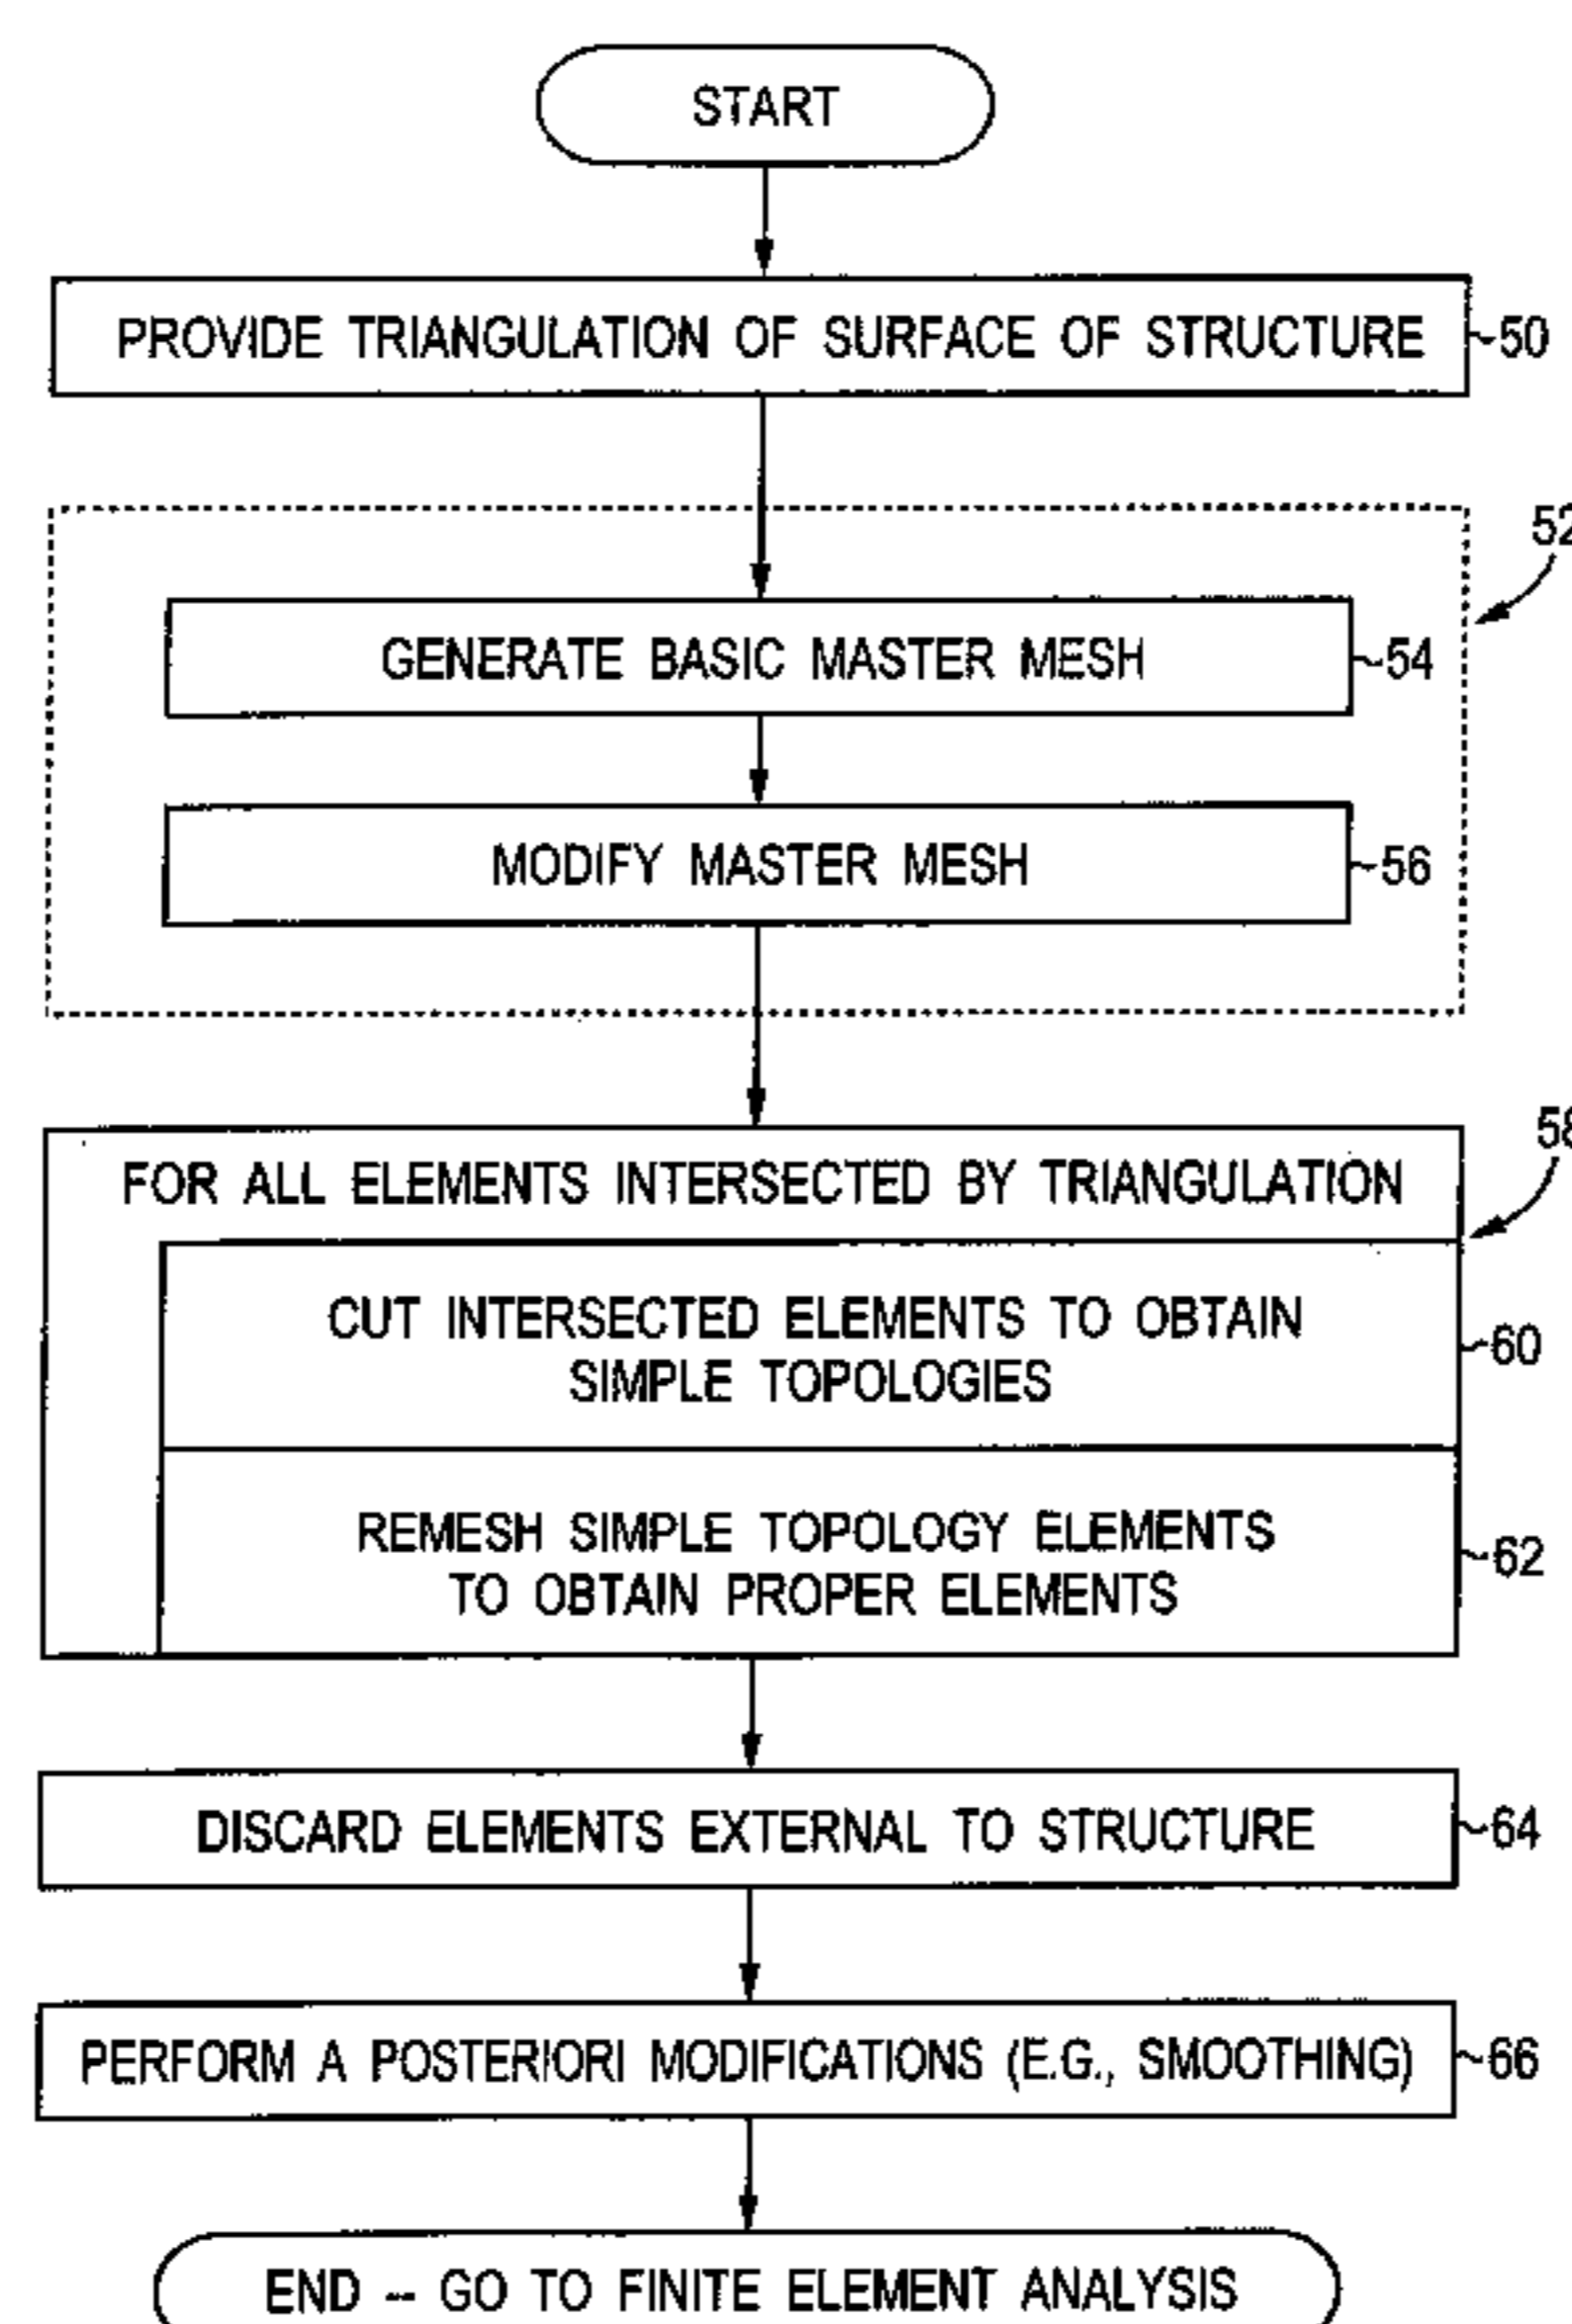 START
PROVIDE TRIANGULATION OF SURFACE OF STRUCTURE
50
52
GENERATE BASIC MASTER MESH
54
MODIFY MASTER MESH
56
58
FOR ALL ELEMENTS INTERSECTED BY TRIANGULATION
CUT INTERSECTED ELEMENTS TO OBTAIN
SIMPLE TOPOLOGIES
60
REMESH SIMPLE TOPOLOGY ELEMENTS
TO OBTAIN PROPER ELEMENTS
62
DISCARD ELEMENTS EXTERNAL TO STRUCTURE
64
PERFORM A POSTERIORI MODIFICATIONS (E.G., SMOOTHING)
66
END -- GO TO FINITE ELEMENT ANALYSIS